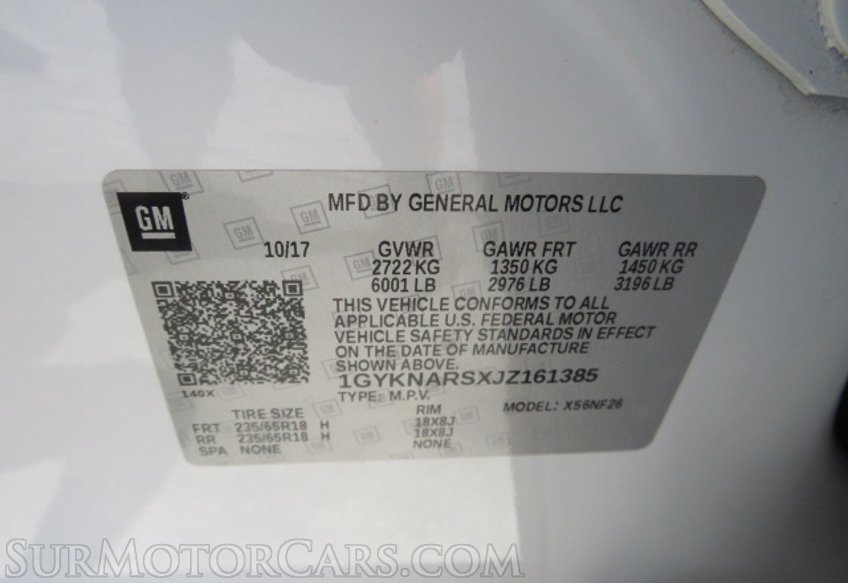 GM
MFD BY GENERAL MOTORS LLC
10/17 GVWR GAWR FRT GAWR RR
2722 KG 1350 KG 1450 KG
6001 LB 2976 LB 3196 LB
THIS VEHICLE CONFORMS TO ALL
APPLICABLE U.S. FEDERAL MOTOR
VEHICLE SAFETY STANDARDS IN EFFECT
ON THE DATE OF MANUFACTURE
SHOWN ABOVE.
1GYKNARSXJZ161385
140X TYPE: M.P.V. MODEL: X56NF26
TIRE SIZE RIM
FRT 235/65R18 H 18X8J
RR 235/65R18 H 18X8J
SPA NONE NONE
SurMotorCars.com